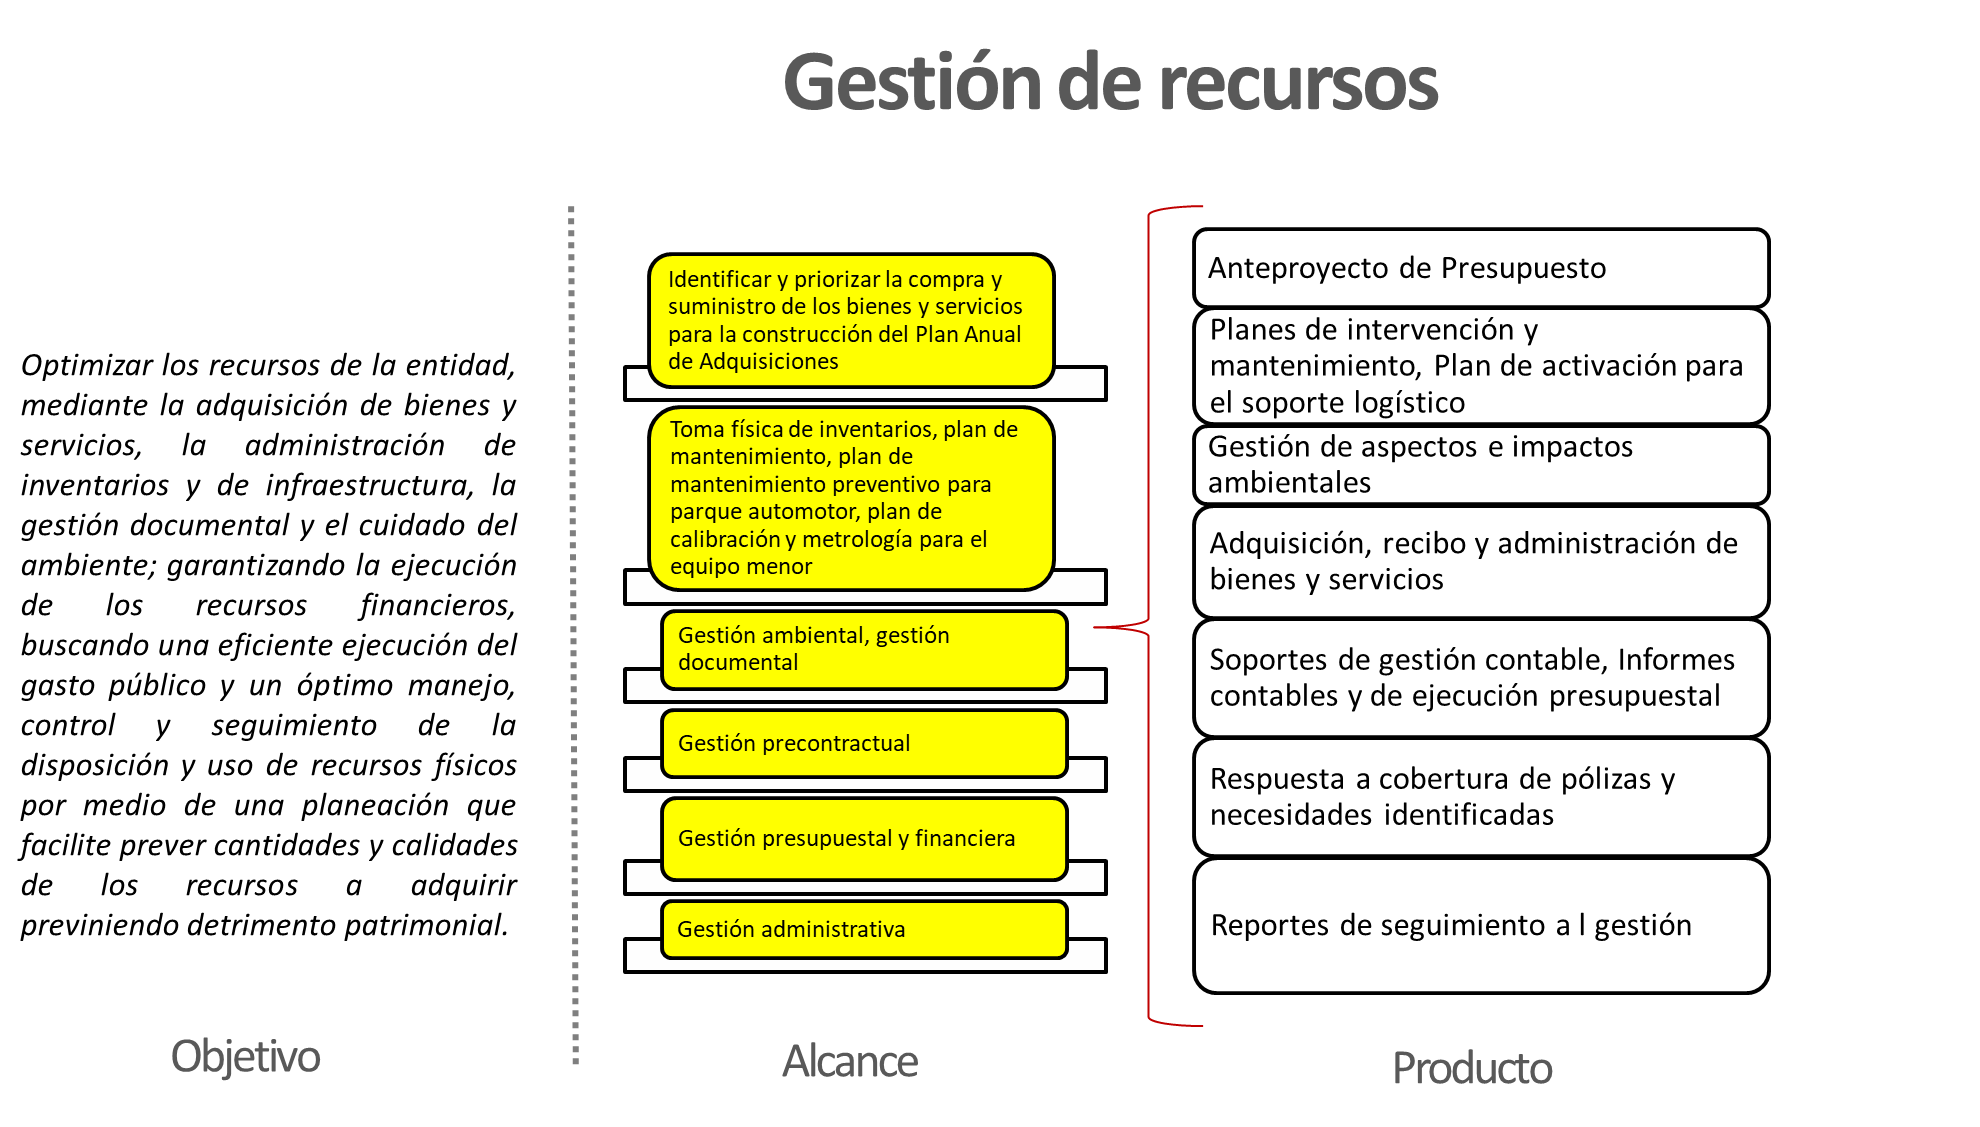 Gestión de recursos
Optimizar los recursos de la entidad,
mediante la adquisición de bienes y
servicios, la administración de
inventarios y de infraestructura, la
gestión documental y el cuidado del
ambiente; garantizando la ejecución
de los recursos financieros,
buscando una eficiente ejecución del
gasto público y un óptimo manejo,
control y seguimiento de la
disposición y uso de recursos físicos
por medio de una planeación que
facilite prever cantidades y calidades
de los recursos a adquirir
previniendo detrimento patrimonial.
Objetivo
Identificar y priorizar la compra y
suministro de los bienes y servicios
para la construcción del Plan Anual
de Adquisiciones
Toma física de inventarios, plan de
mantenimiento, plan de
mantenimiento preventivo para
parque automotor, plan de
calibración y metrología para el
equipo menor
Gestión ambiental, gestión
documental
Gestión precontractual
Gestión presupuestal y financiera
Gestión administrativa
Alcance
Anteproyecto de Presupuesto
Planes de intervención y
mantenimiento, Plan de activación para
el soporte logístico
Gestión de aspectos e impactos
ambientales
Adquisición, recibo y administración de
bienes y servicios
Soportes de gestión contable, Informes
contables y de ejecución presupuestal
Respuesta a cobertura de pólizas y
necesidades identificadas
Reportes de seguimiento a l gestión
Producto